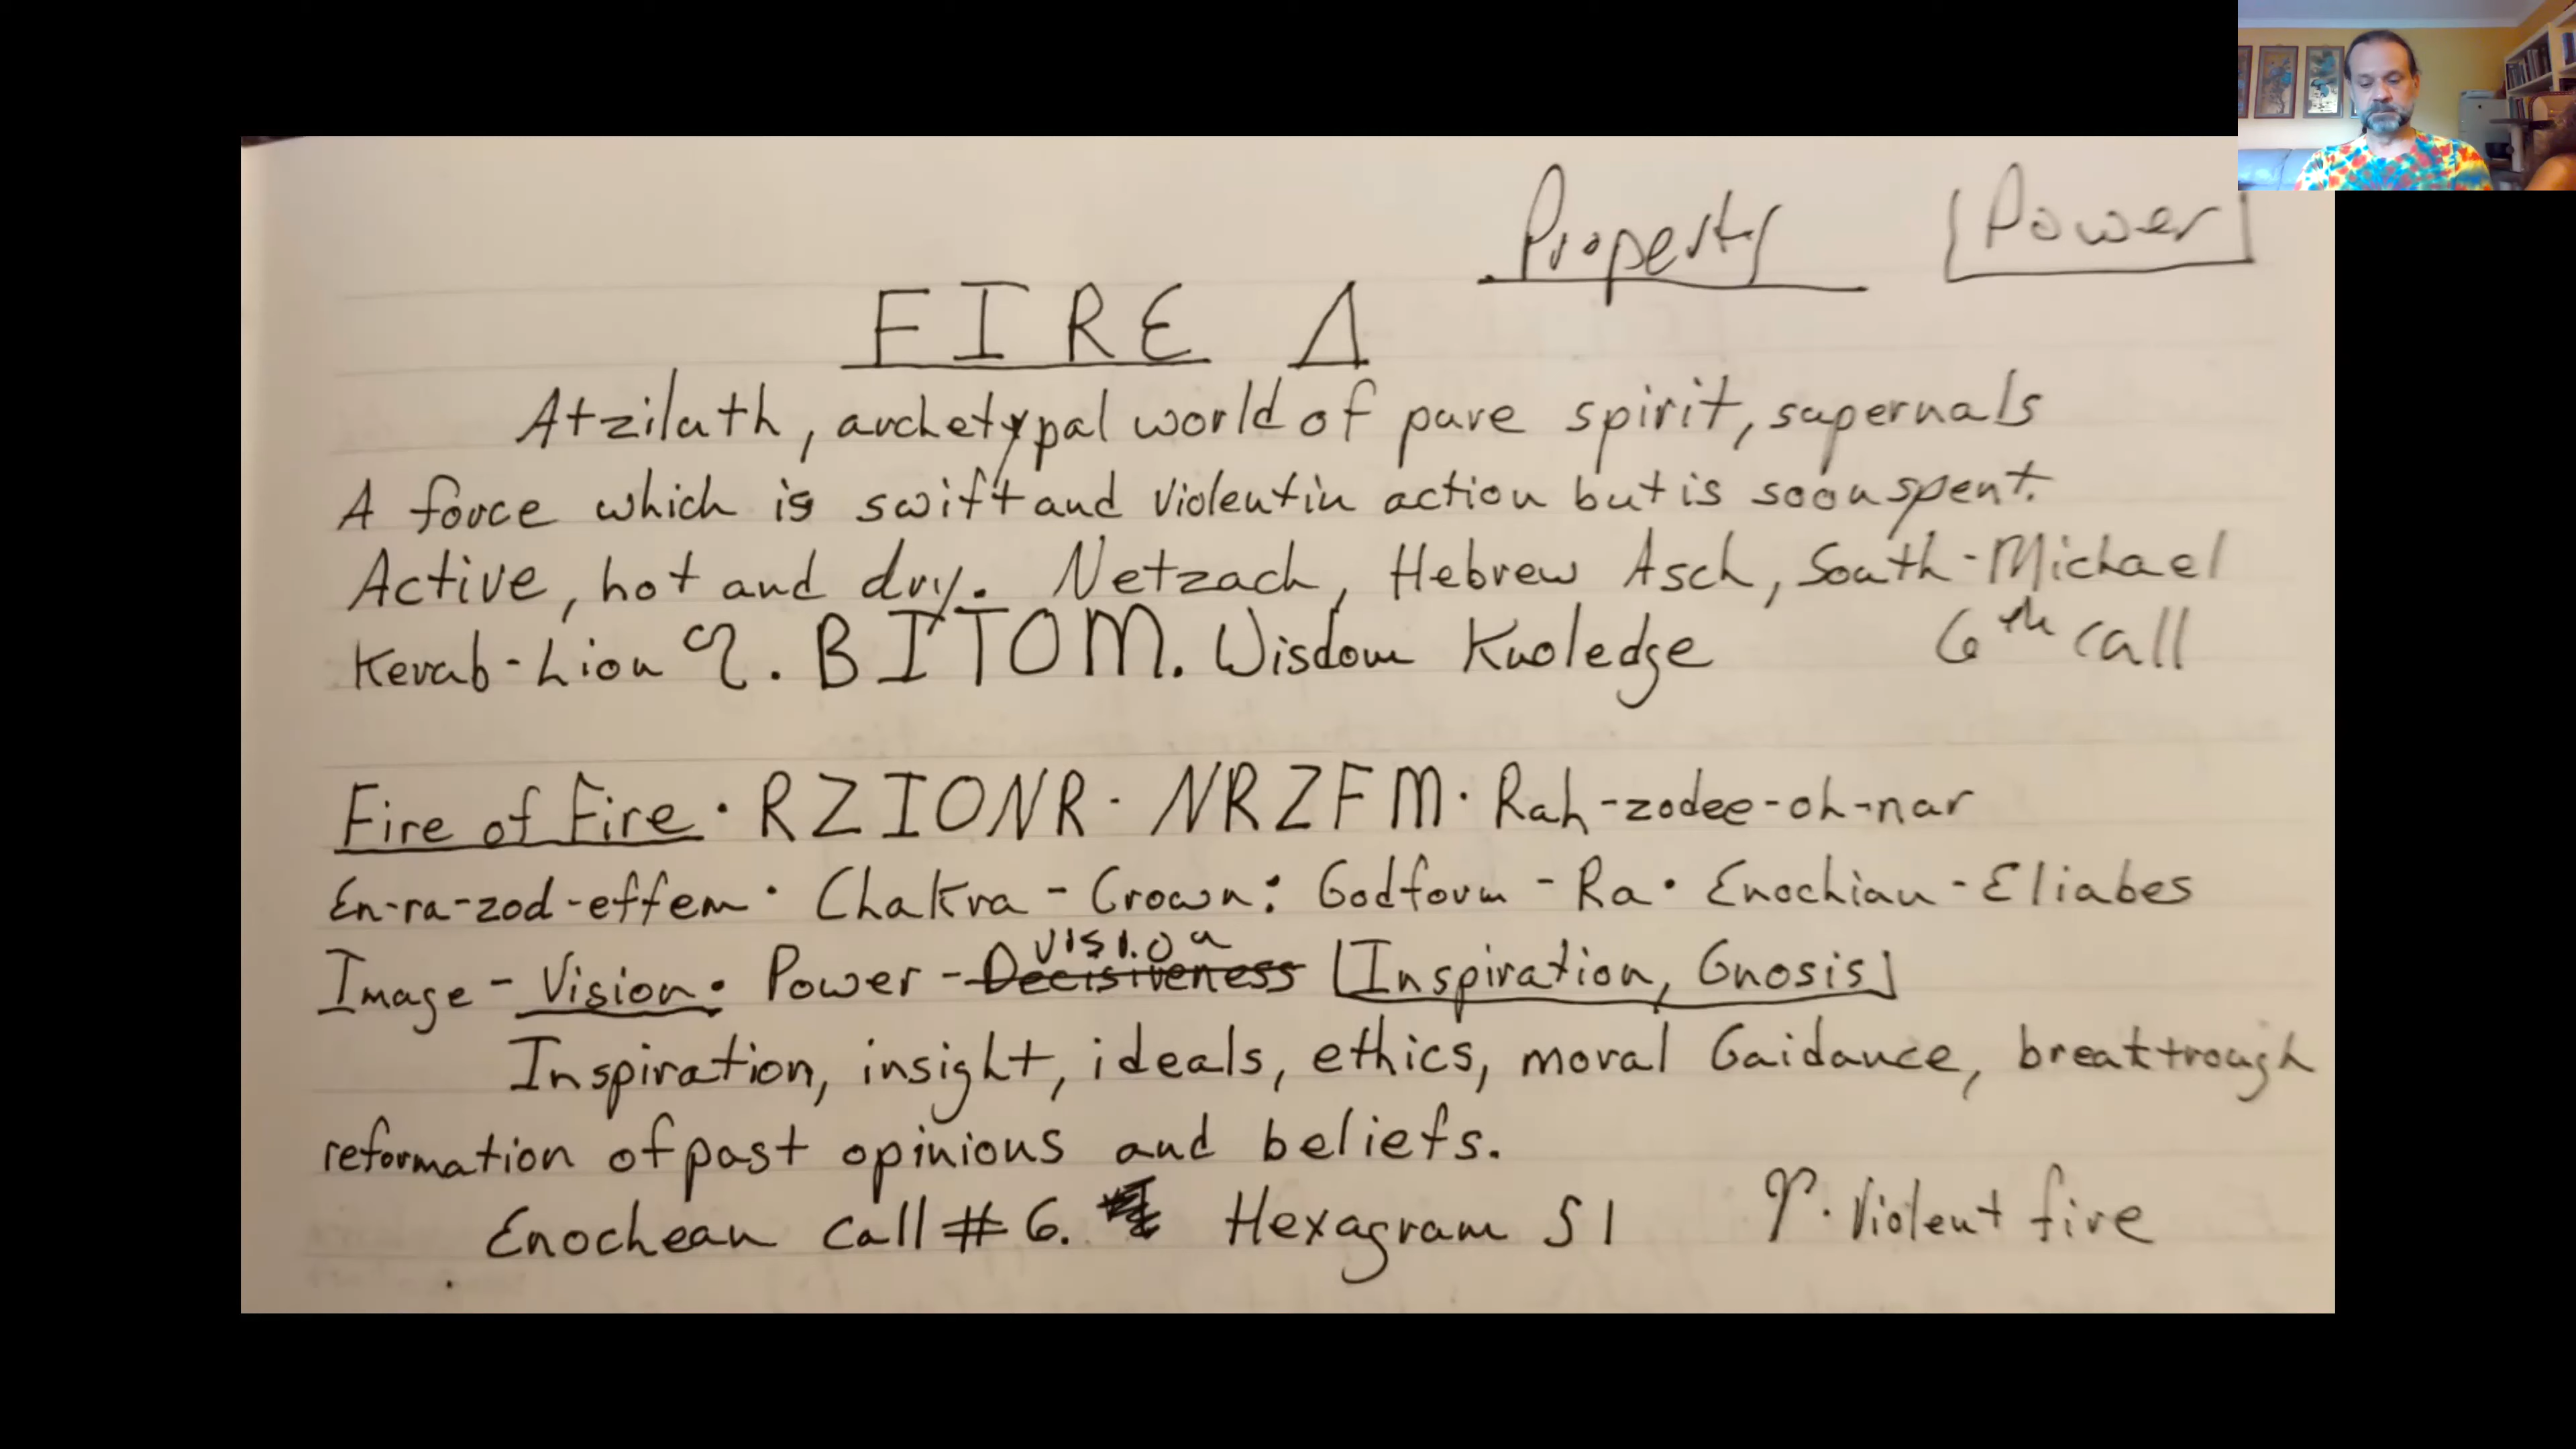 Property [Power]
FIRE △
Atziluth, archetypal world of pure spirit, supernals
A force which is swift and violent in action but is soon spent.
Active, hot and dry. Netzach, Hebrew Asch, South-Michael
Kerub-Lion ♌. BITOM. Wisdom Knoledge 6th call
Fire of Fire · RZIONR · NRZFM · Rah-zodee-oh-nar
En-ra-zod-effem · Chakra - Crown: Godform - Ra · Enochian - Eliabes
Image - Vision. Power - Decisiveness vision [Inspiration, Gnosis]
Inspiration, insight, ideals, ethics, moral Guidance, breaktrough
reformation of past opinions and beliefs.
Enochean call # 6. Hexagram 51 ♈. Violent fire